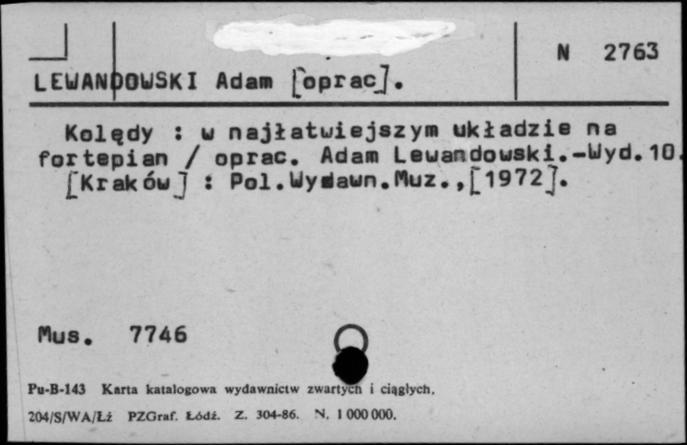 N 2763
LEWANDOWSKI Adam [oprac].
Kolędy : w najłatwiejszym układzie na
fortepian / oprac. Adam Lewandowski.-Wyd.10.
[Kraków] : Pol.Wydawn.Muz.,[1972].
Mus. 7746
Pu-B-143 Karta katalogowa wydawnictw zwartych i ciągłych.
204/S/WA/Łż PZGraf. Łódź. Z. 304-86. N. 1 000 000.